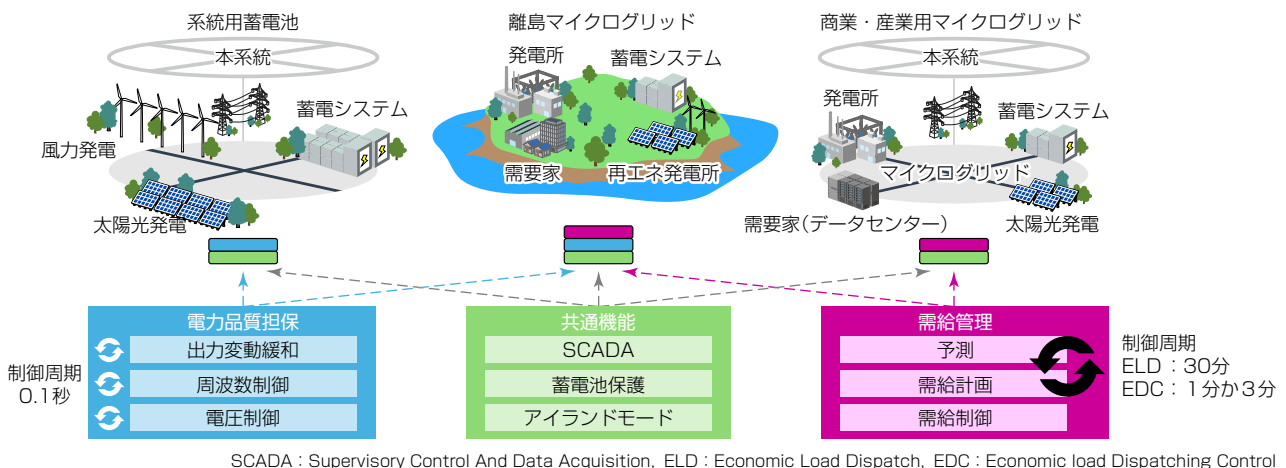 系統用蓄電池
本系統
蓄電システム
風力発電
太陽光発電
離島マイクログリッド
発電所
蓄電システム
需要家
再エネ発電所
商業・産業用マイクログリッド
本系統
発電所
蓄電システム
マイクログリッド
需要家(データセンター)
太陽光発電
電力品質担保
出力変動緩和
周波数制御
電圧制御
制御周期
0.1秒
共通機能
SCADA
蓄電池保護
アイランドモード
需給管理
予測
需給計画
需給制御
制御周期
ELD:30分
EDC:1分か3分
SCADA:Supervisory Control And Data Acquisition, ELD:Economic Load Dispatch, EDC:Economic load Dispatching Control